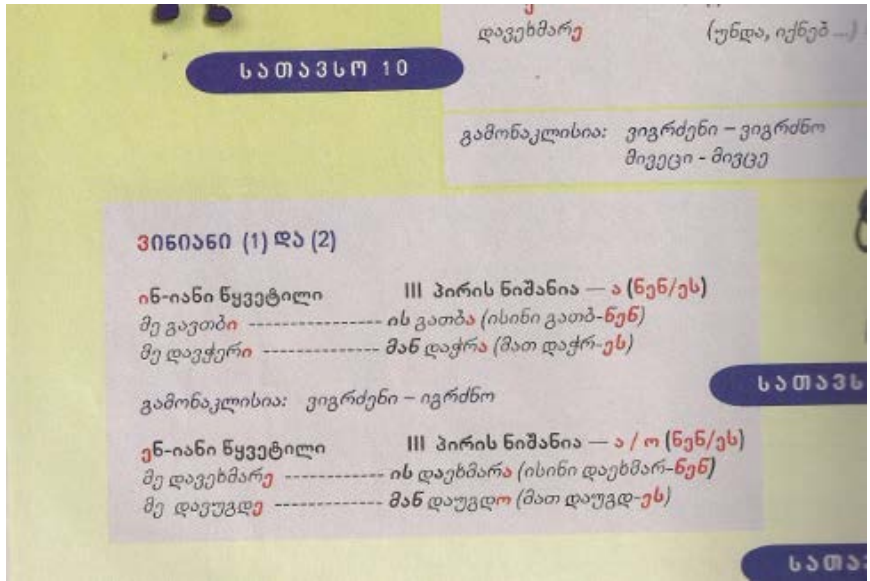 დავეხმარე (უნდა, იქნებ ...)
სათავსო 10
გამონაკლისია: ვიგრძენი – ვიგრძნო
მივეცი - მივცე
ვინიანი (1) და (2)
ინ-იანი წყვეტილი III პირის ნიშანია — ა (ნენ/ეს)
მე გავთბი --------------- ის გათბა (ისინი გათბ-ნენ)
მე დავჭერი --------------- მან დაჭრა (მათ დაჭრ-ეს)
გამონაკლისია: ვიგრძენი – იგრძნო
ენ-იანი წყვეტილი III პირის ნიშანია — ა / ო (ნენ/ეს)
მე დავეხმარე ------------ ის დაეხმარა (ისინი დაეხმარ-ნენ)
მე დავუგდე ------------- მან დაუგდო (მათ დაუგდ-ეს)